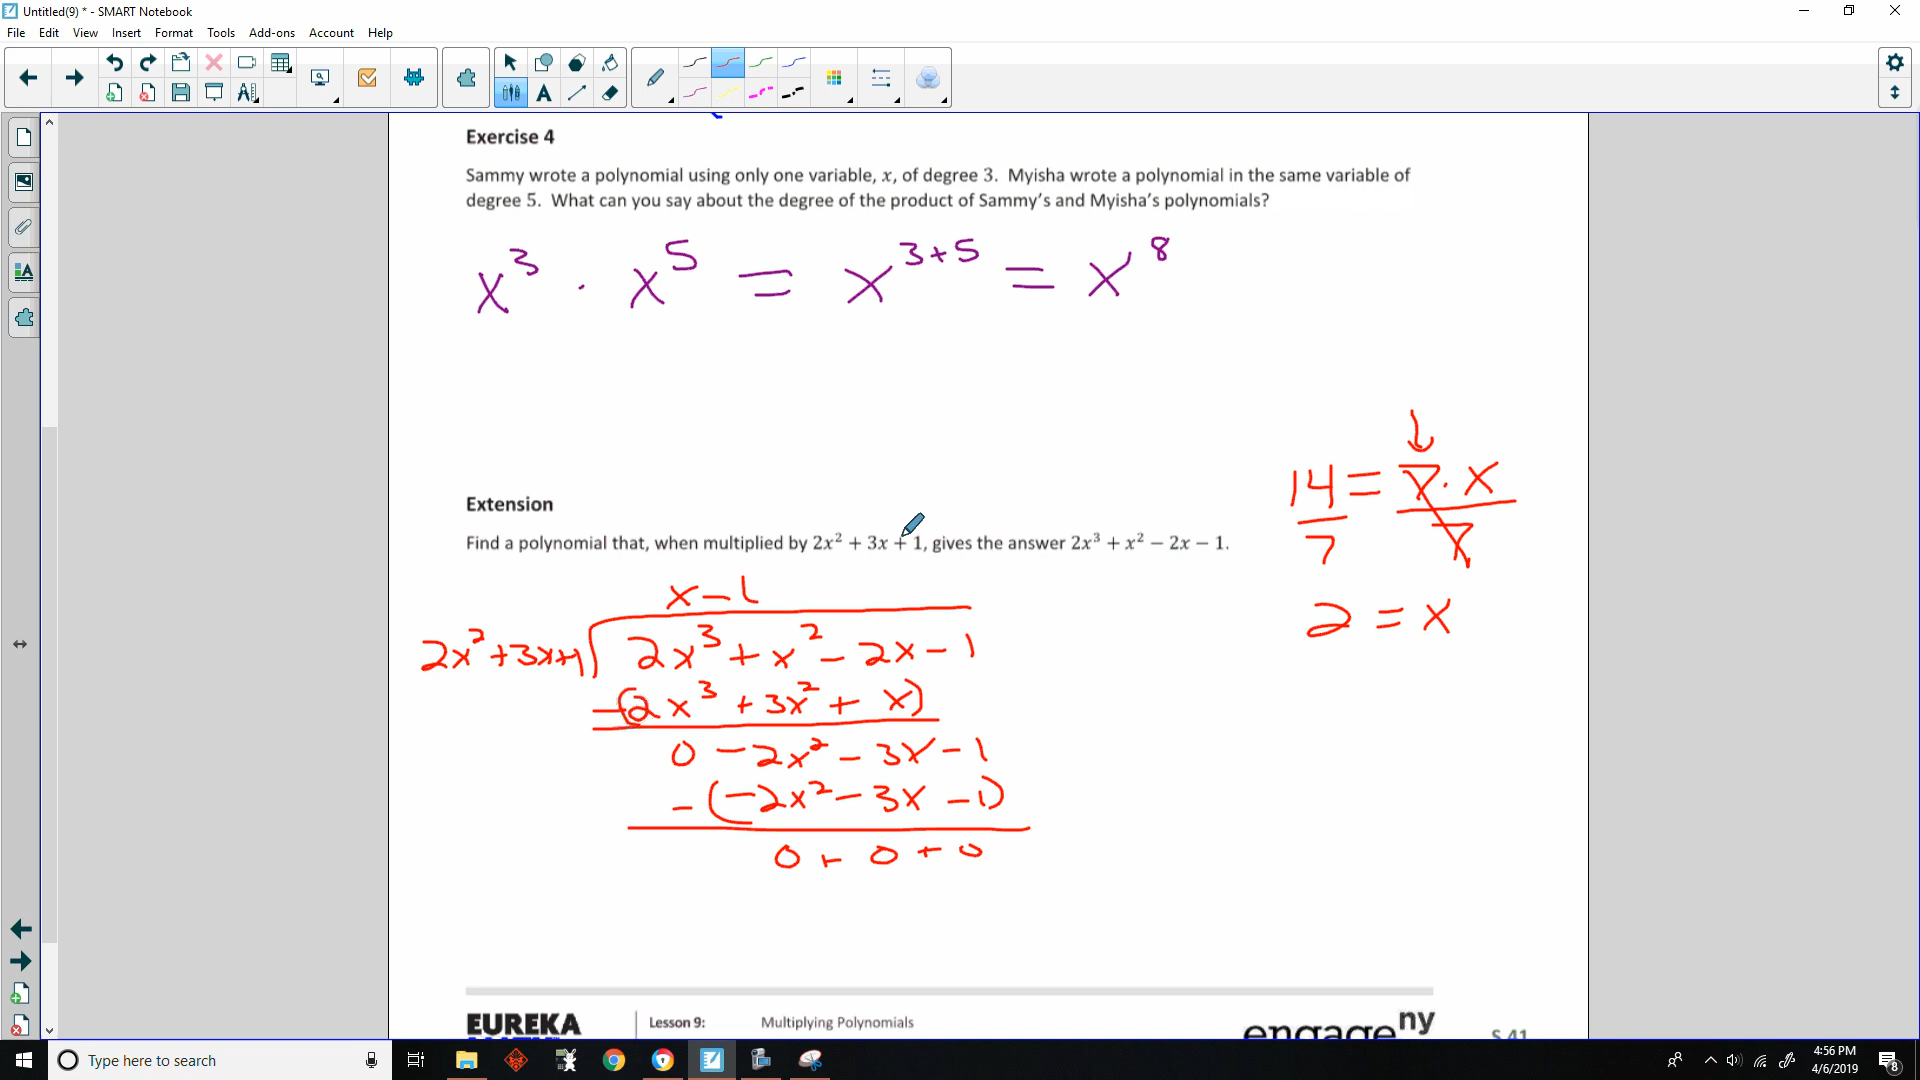 Untitled(9) * - SMART Notebook
File Edit View Insert Format Tools Add-ons Account Help
Exercise 4
Sammy wrote a polynomial using only one variable, x, of degree 3. Myisha wrote a polynomial in the same variable of
degree 5. What can you say about the degree of the product of Sammy's and Myisha's polynomials?
x³ · x⁵ = x³⁺⁵ = x⁸
Extension
Find a polynomial that, when multiplied by 2x² + 3x + 1, gives the answer 2x³ + x² − 2x − 1.
x − 1
2x² + 3x + 1 2x³ + x² − 2x − 1
− (2x³ + 3x² + x)
0 − 2x² − 3x − 1
− (−2x² − 3x − 1)
0 + 0 + 0
14 = 7 · x
7 7
2 = x
EUREKA
Lesson 9: Multiplying Polynomials
engage ny
S.41
Type here to search
4:56 PM
4/6/2019
8